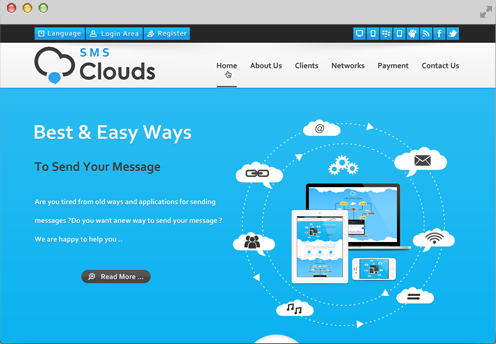 Language Login Area Register
SMS
Clouds
Home About Us Clients Networks Payment Contact Us
Best & Easy Ways
To Send Your Message
Are you tired from old ways and applications for sending
messages ?Do you want anew way to send your message ?
We are happy to help you ..
Read More ...
@